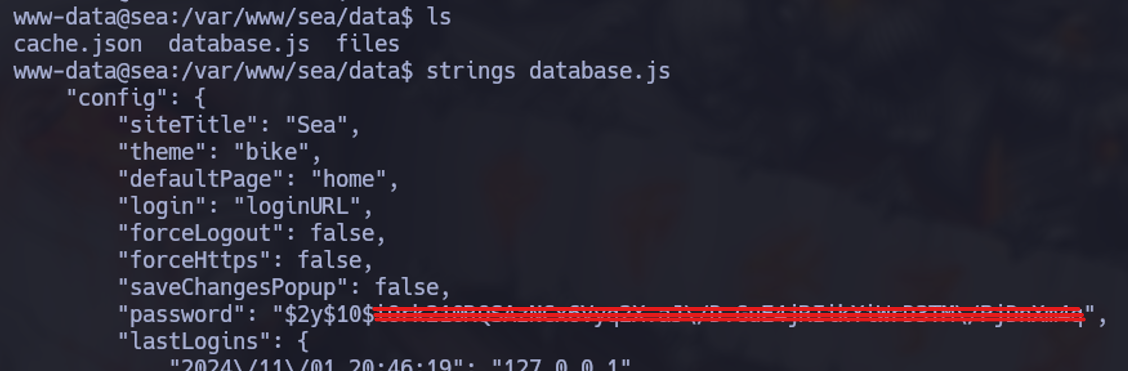 www-data@sea:/var/www/sea/data$ ls
cache.json  database.js  files
www-data@sea:/var/www/sea/data$ strings database.js
    "config": {
        "siteTitle": "Sea",
        "theme": "bike",
        "defaultPage": "home",
        "login": "loginURL",
        "forceLogout": false,
        "forceHttps": false,
        "saveChangesPopup": false,
        "password": "$2y$10$",
        "lastLogins": {
            "2024\/11\/01 20:46:19": "127.0.0.1"